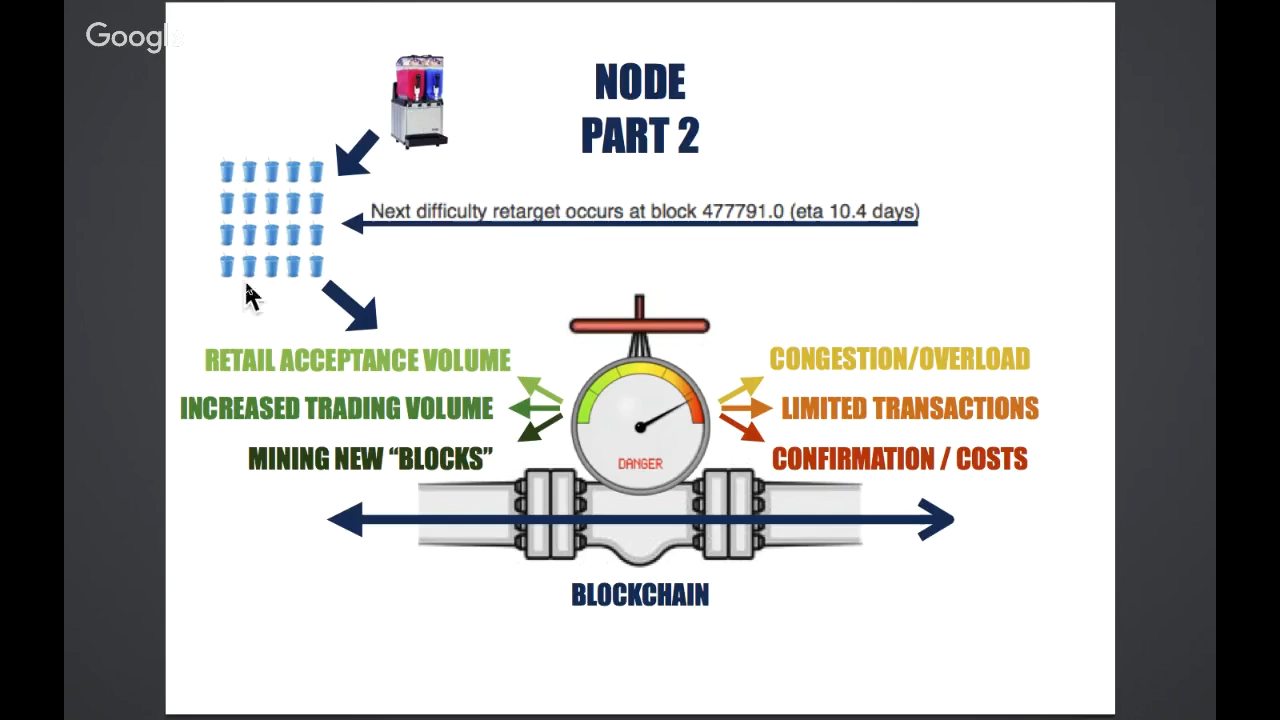 Google
NODE
PART 2
Next difficulty retarget occurs at block 477791.0 (eta 10.4 days)
RETAIL ACCEPTANCE VOLUME
CONGESTION/OVERLOAD
INCREASED TRADING VOLUME
LIMITED TRANSACTIONS
MINING NEW “BLOCKS”
CONFIRMATION / COSTS
DANGER
BLOCKCHAIN